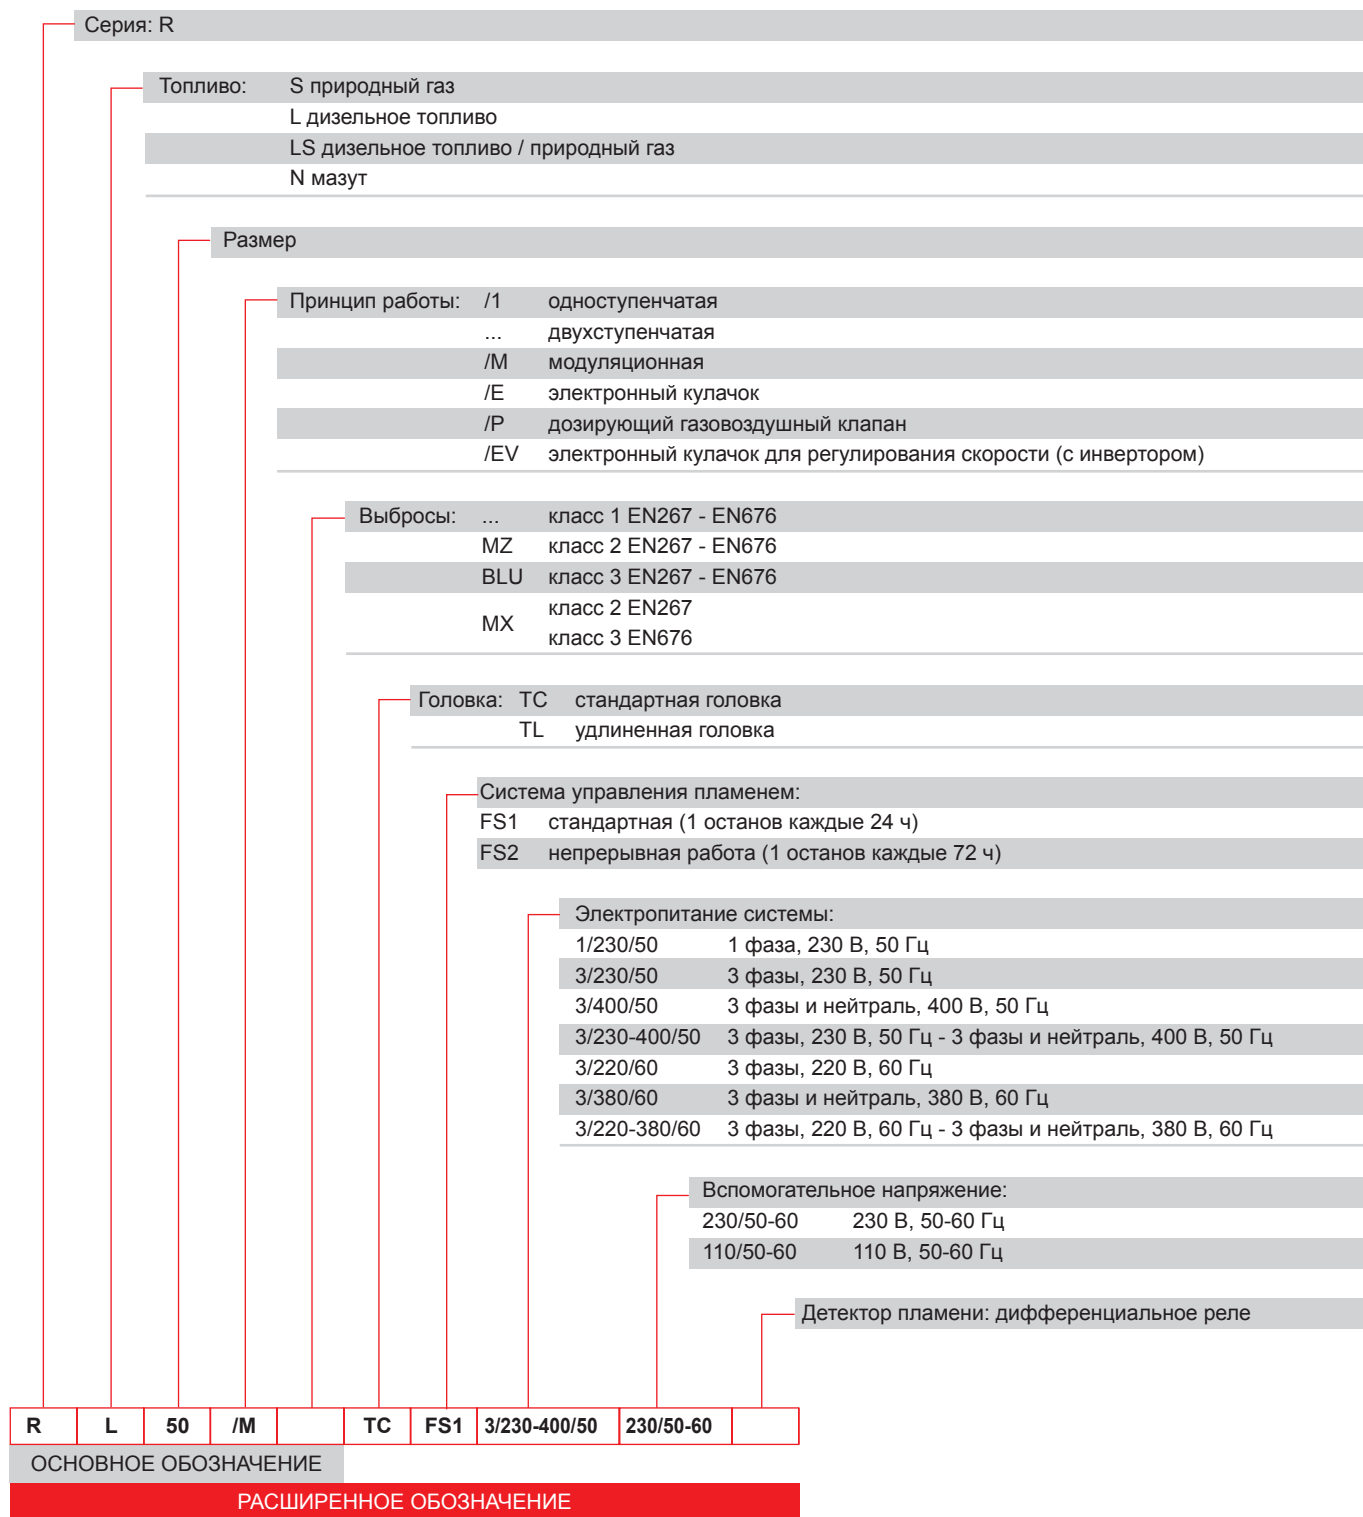 Серия: R
Топливо: S природный газ
L дизельное топливо
LS дизельное топливо / природный газ
N мазут
Размер
Принцип работы: /1 одноступенчатая
... двухступенчатая
/M модуляционная
/E электронный кулачок
/P дозирующий газовоздушный клапан
/EV электронный кулачок для регулирования скорости (с инвертором)
Выбросы: ... класс 1 EN267 - EN676
MZ класс 2 EN267 - EN676
BLU класс 3 EN267 - EN676
MX класс 2 EN267
класс 3 EN676
Головка: TC стандартная головка
TL удлиненная головка
Система управления пламенем:
FS1 стандартная (1 останов каждые 24 ч)
FS2 непрерывная работа (1 останов каждые 72 ч)
Электропитание системы:
1/230/50 1 фаза, 230 В, 50 Гц
3/230/50 3 фазы, 230 В, 50 Гц
3/400/50 3 фазы и нейтраль, 400 В, 50 Гц
3/230-400/50 3 фазы, 230 В, 50 Гц - 3 фазы и нейтраль, 400 В, 50 Гц
3/220/60 3 фазы, 220 В, 60 Гц
3/380/60 3 фазы и нейтраль, 380 В, 60 Гц
3/220-380/60 3 фазы, 220 В, 60 Гц - 3 фазы и нейтраль, 380 В, 60 Гц
Вспомогательное напряжение:
230/50-60 230 В, 50-60 Гц
110/50-60 110 В, 50-60 Гц
Детектор пламени: дифференциальное реле
R L 50 /M TC FS1 3/230-400/50 230/50-60
ОСНОВНОЕ ОБОЗНАЧЕНИЕ
РАСШИРЕННОЕ ОБОЗНАЧЕНИЕ